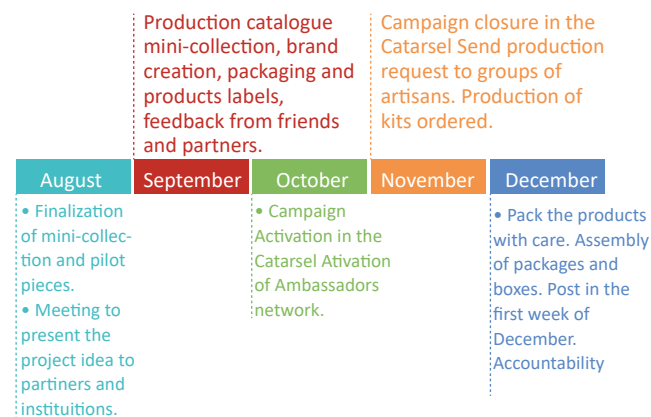 Production catalogue
mini-collection, brand
creation, packaging and
products labels,
feedback from friends
and partners.
Campaign closure in the
Catarsel Send production
request to groups of
artisans. Production of
kits ordered.
August
September
October
November
December
• Finalization
of mini-collec-
tion and pilot
pieces.
• Meeting to
present the
project idea to
partners and
instituitions.
• Campaign
Activation in the
Catarsel Ativation
of Ambassadors
network.
• Pack the products
with care. Assembly
of packages and
boxes. Post in the
first week of
December.
Accountability